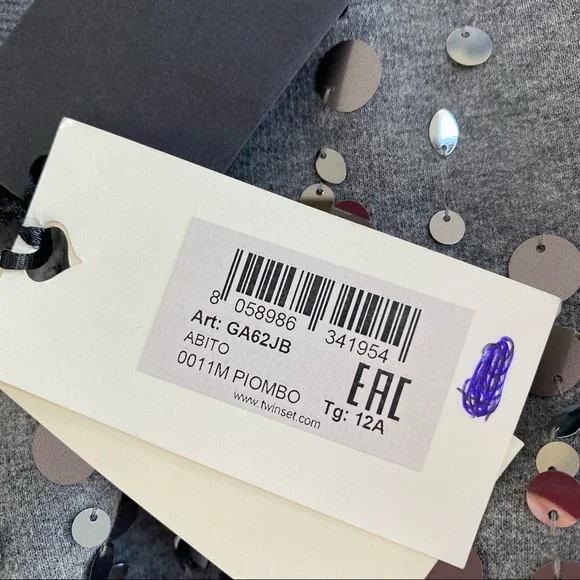 8 058986 341954
Art: GA62JB
ABITO
0011M PIOMBO
www.twinset.com
EAC
Tg: 12A